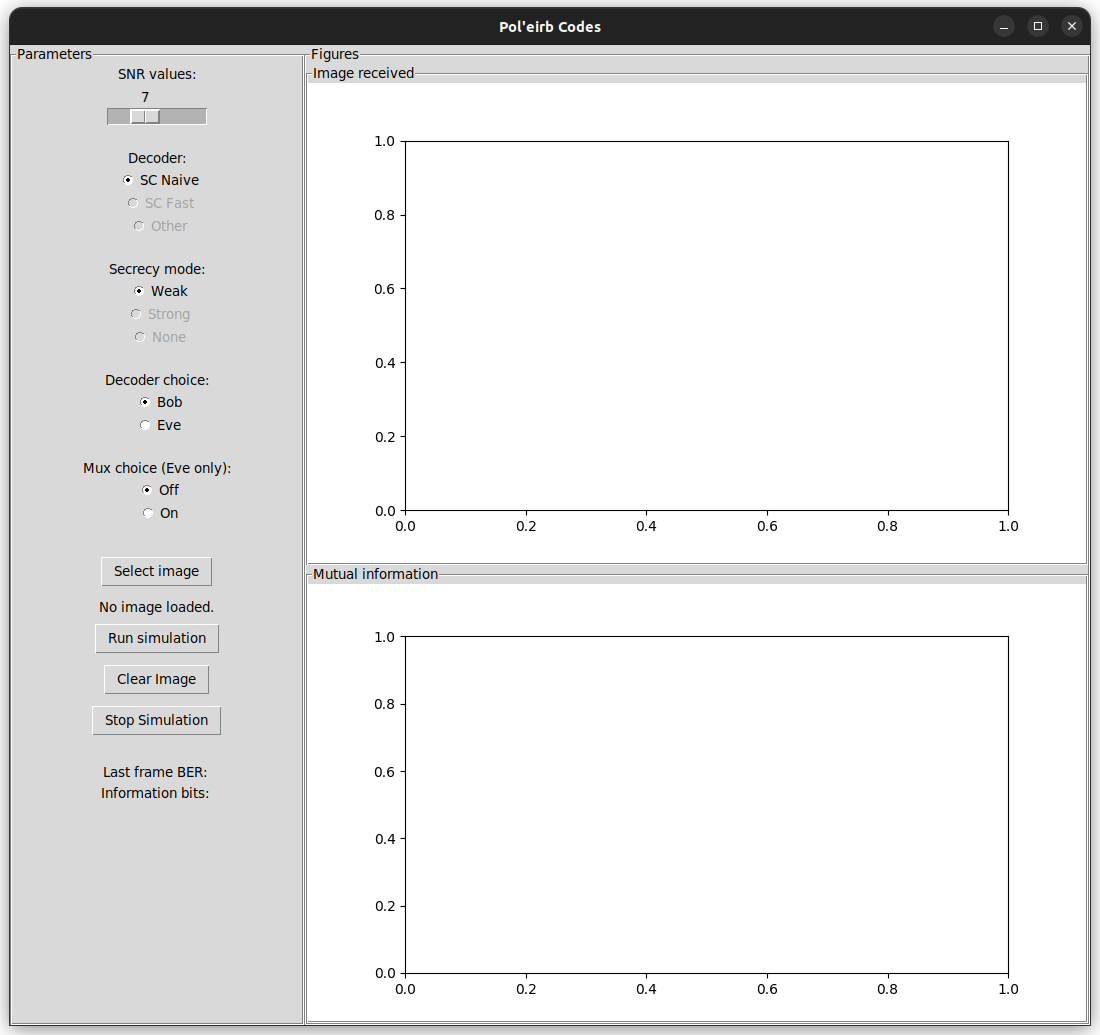 Pol'eirb Codes
Parameters
SNR values:
7
Decoder:
SC Naive
SC Fast
Other
Secrecy mode:
Weak
Strong
None
Decoder choice:
Bob
Eve
Mux choice (Eve only):
Off
On
Select image
No image loaded.
Run simulation
Clear Image
Stop Simulation
Last frame BER:
Information bits:
Figures
Image received
1.0
0.8
0.6
0.4
0.2
0.0
0.0 0.2 0.4 0.6 0.8 1.0
Mutual information
1.0
0.8
0.6
0.4
0.2
0.0
0.0 0.2 0.4 0.6 0.8 1.0